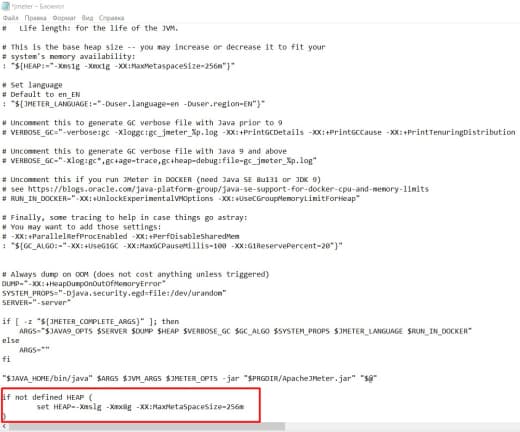 fjmeter – Блокнот
Файл Правка Формат Вид Справка
# Life length: for the life of the JVM.
# This is the base heap size -- you may increase or decrease it to fit your
# system's memory availability:
: "${HEAP:="-Xms1g -Xmx1g -XX:MaxMetaspaceSize=256m"}"
# Set language
# Default to en_EN
: "${JMETER_LANGUAGE:="-Duser.language=en -Duser.region=EN"}"
# Uncomment this to generate GC verbose file with Java prior to 9
# VERBOSE_GC="-verbose:gc -Xloggc:gc_jmeter_%p.log -XX:+PrintGCDetails -XX:+PrintGCCause -XX:+PrintTenuringDistribution
# Uncomment this to generate GC verbose file with Java 9 and above
# VERBOSE_GC="-Xlog:gc*,gc+age=trace,gc+heap=debug:file=gc_jmeter_%p.log"
# Uncomment this if you run JMeter in DOCKER (need Java SE 8u131 or JDK 9)
# see https://blogs.oracle.com/java-platform-group/java-se-support-for-docker-cpu-and-memory-limits
# RUN_IN_DOCKER="-XX:+UnlockExperimentalVMOptions -XX:+UseCGroupMemoryLimitForHeap"
# Finally, some tracing to help in case things go astray:
# You may want to add those settings:
# -XX:+ParallelRefProcEnabled -XX:+PerfDisableSharedMem
: "${GC_ALGO:="-XX:+UseG1GC -XX:MaxGCPauseMillis=100 -XX:G1ReservePercent=20"}"
# Always dump on OOM (does not cost anything unless triggered)
DUMP="-XX:+HeapDumpOnOutOfMemoryError"
SYSTEM_PROPS="-Djava.security.egd=file:/dev/urandom"
SERVER="-server"
if [ -z "${JMETER_COMPLETE_ARGS}" ]; then
ARGS="$JAVA9_OPTS $SERVER $DUMP $HEAP $VERBOSE_GC $GC_ALGO $SYSTEM_PROPS $JMETER_LANGUAGE $RUN_IN_DOCKER"
else
ARGS=""
fi
"$JAVA_HOME/bin/java" $ARGS $JVM_ARGS $JMETER_OPTS -jar "$PRGDIR/ApacheJMeter.jar" "$@"
if not defined HEAP (
set HEAP=-Xmslg -Xmx8g -XX:MaxMetaSpaceSize=256m
)